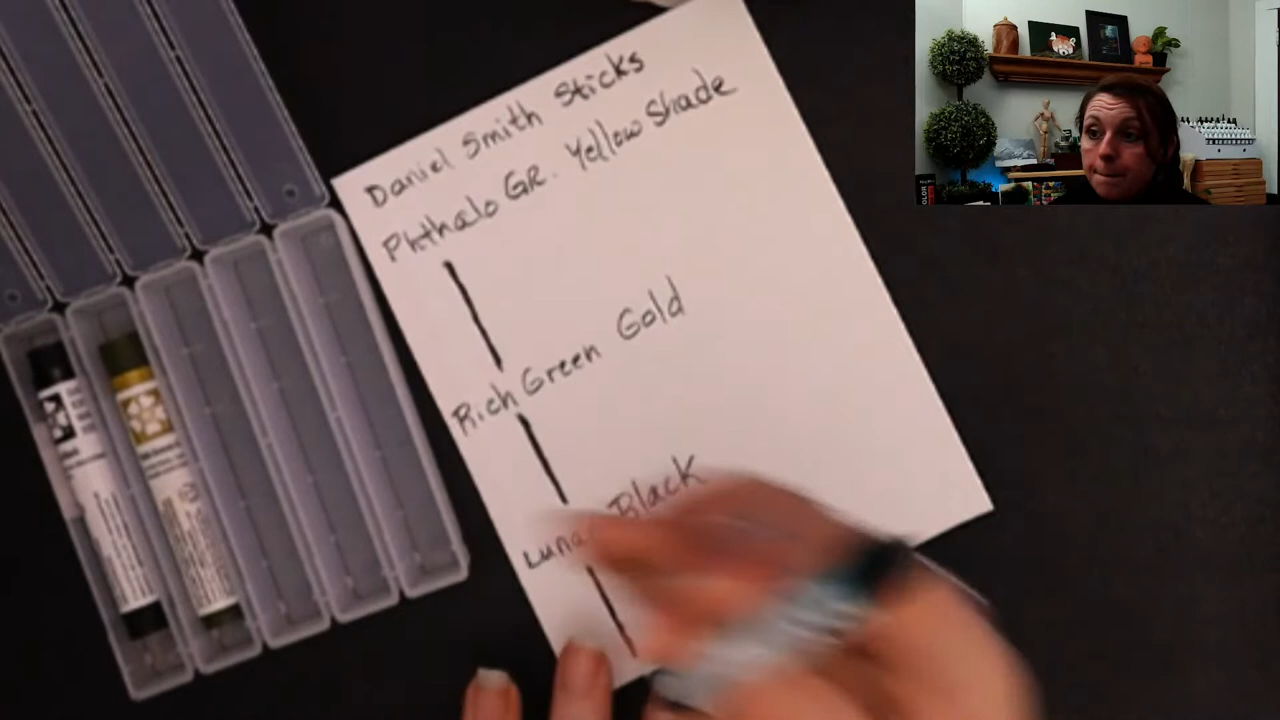 Daniel Smith Sticks
Phthalo GR. Yellow Shade
Rich Green Gold
Black